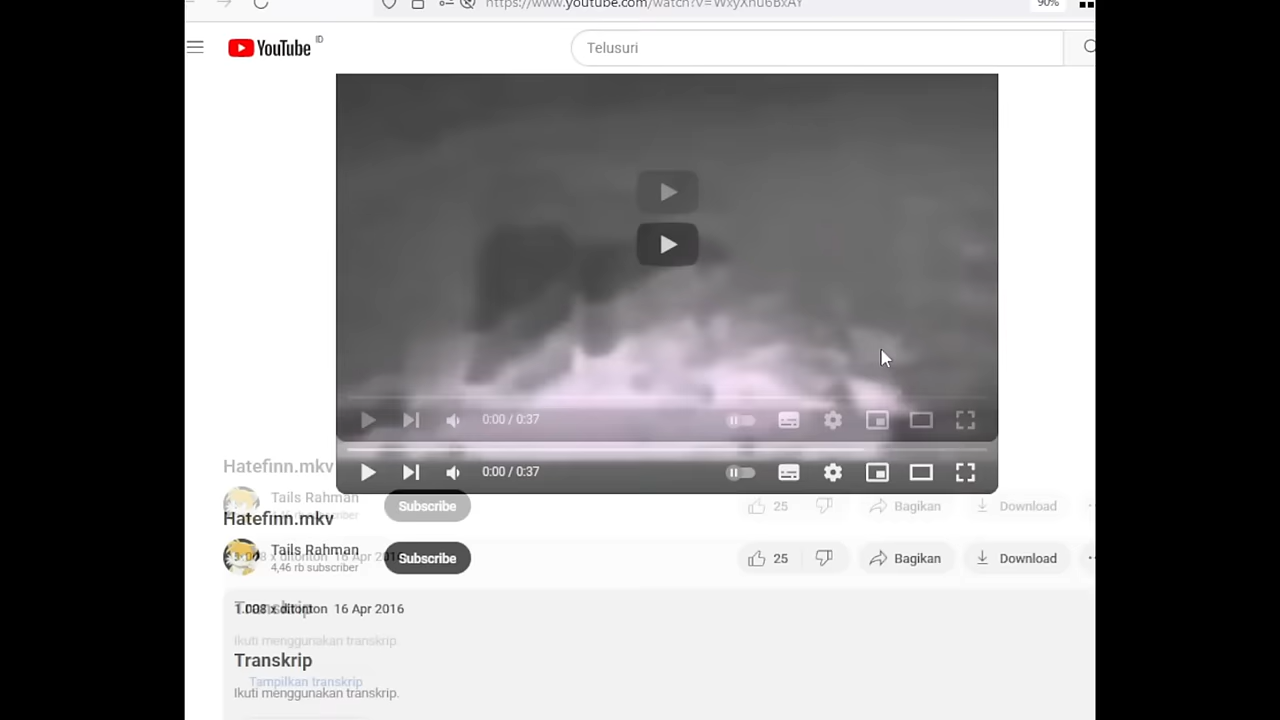 https://www.youtube.com/watch?v=WxyXhu6BxAY
90%
YouTube ID
Telusuri
0:00 / 0:37
0:00 / 0:37
Hatefinn.mkv
Tails Rahman
Subscribe
25
Bagikan
Download
Hatefinn.mkv
Tails Rahman
4,46 rb subscriber
Subscribe
25
Bagikan
Download
1.008 x ditonton 16 Apr 2016
Transkrip
Ikuti menggunakan transkrip.
Transkrip
Tampilkan transkrip
Ikuti menggunakan transkrip.